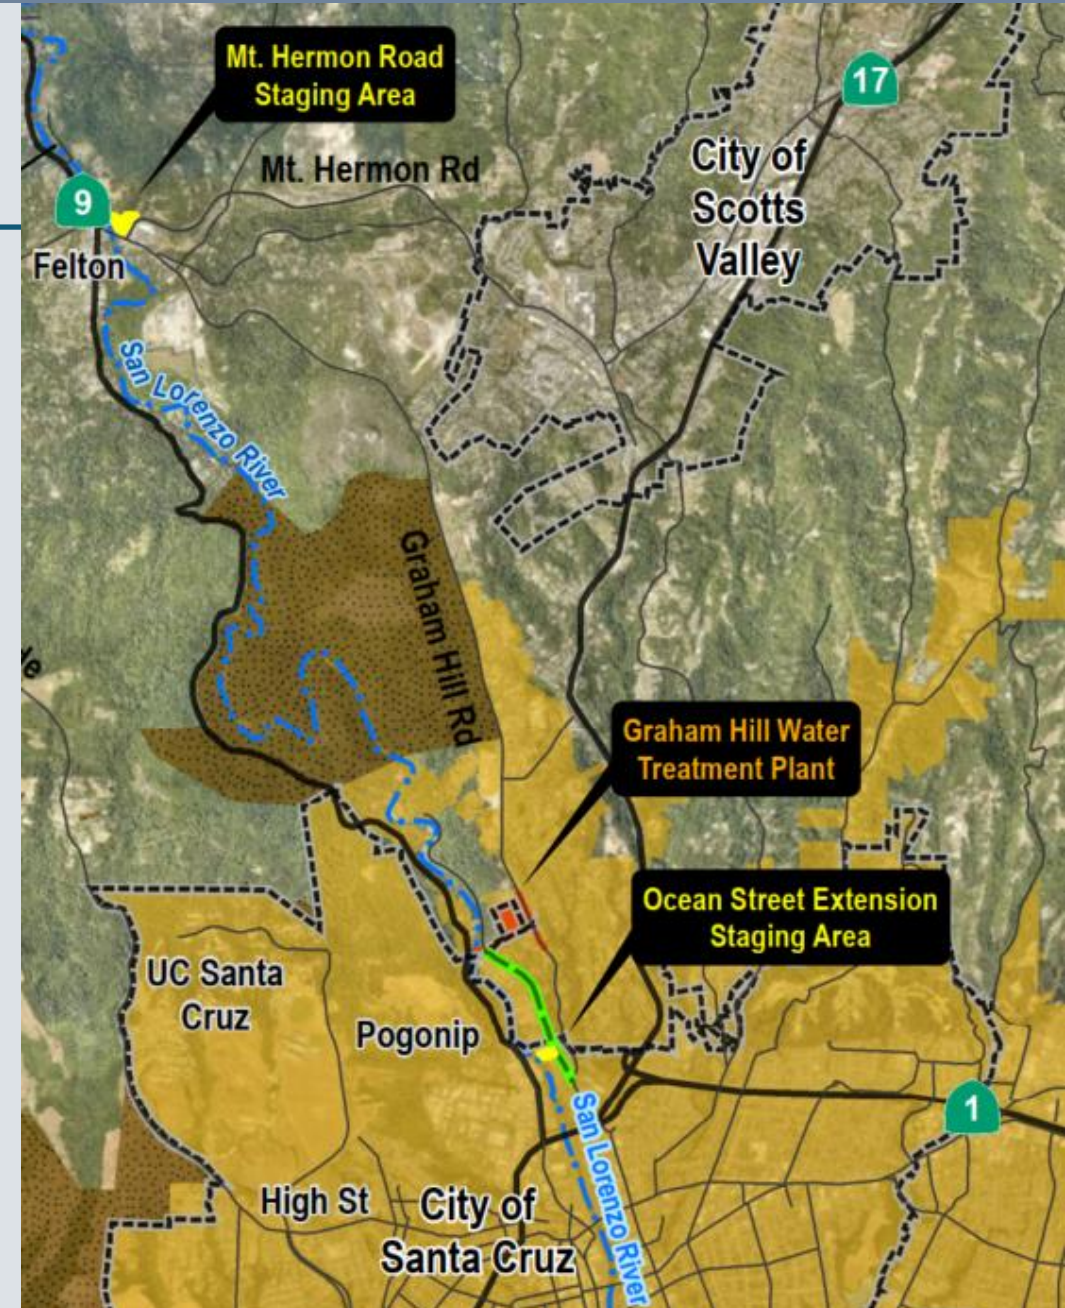 Mt. Hermon Road
Staging Area
17
Mt. Hermon Rd
City of
Scotts
Valley
9
Felton
San Lorenzo River
Graham Hill Rd
Graham Hill Water
Treatment Plant
Ocean Street Extension
Staging Area
UC Santa
Cruz
Pogonip
1
San Lorenzo River
High St
City of
Santa Cruz